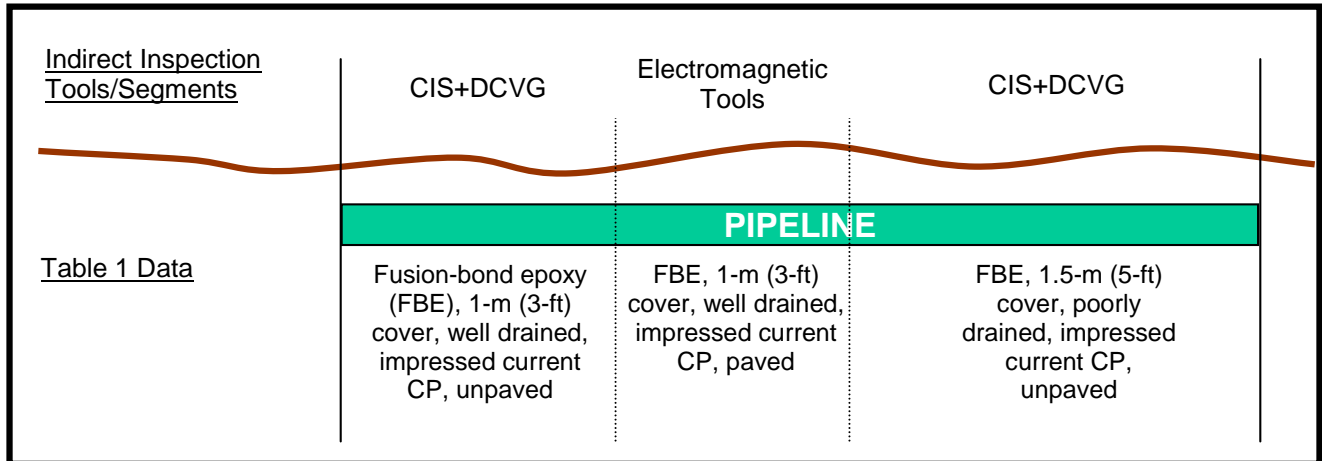 Indirect Inspection
Tools/Segments
CIS+DCVG
Electromagnetic
Tools
CIS+DCVG
PIPELINE
Table 1 Data
Fusion-bond epoxy
(FBE), 1-m (3-ft)
cover, well drained,
impressed current
CP, unpaved
FBE, 1-m (3-ft)
cover, well drained,
impressed current
CP, paved
FBE, 1.5-m (5-ft)
cover, poorly
drained, impressed
current CP,
unpaved